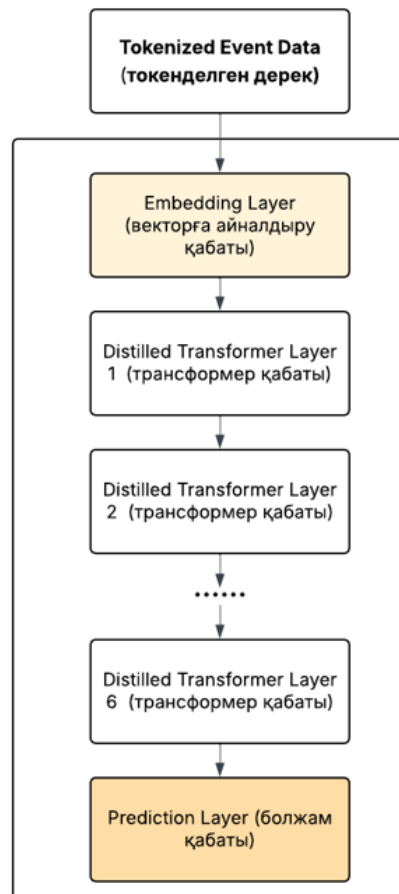 Tokenized Event Data
(токенделген дерек)
Embedding Layer
(векторға айналдыру
қабаты)
Distilled Transformer Layer
1 (трансформер қабаты)
Distilled Transformer Layer
2 (трансформер қабаты)
......
Distilled Transformer Layer
6 (трансформер қабаты)
Prediction Layer (болжам
қабаты)